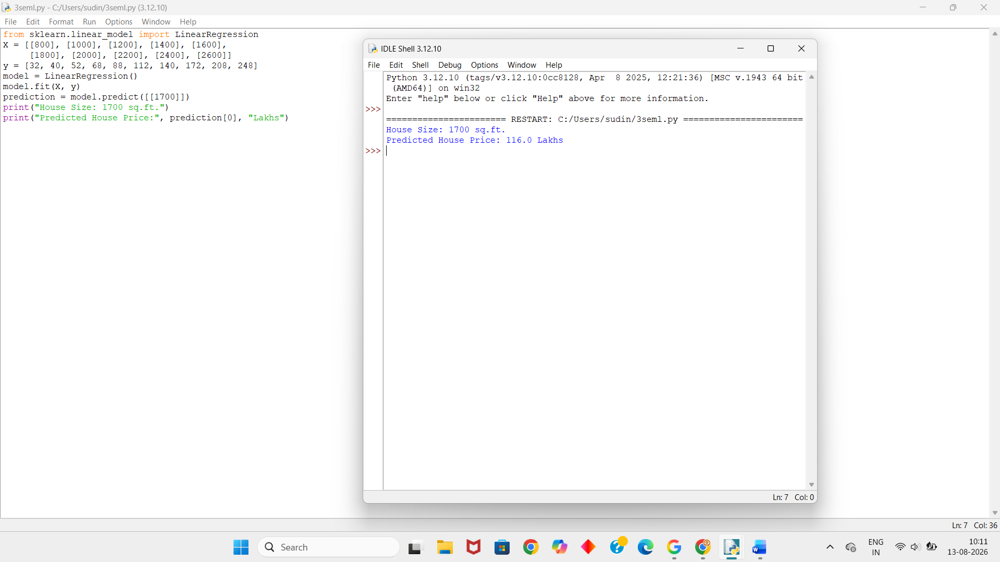 3seml.py - C:/Users/sudin/3seml.py (3.12.10)
File Edit Format Run Options Window Help
from sklearn.linear_model import LinearRegression
X = [[800], [1000], [1200], [1400], [1600],
[1800], [2000], [2200], [2400], [2600]]
y = [32, 40, 52, 68, 88, 112, 140, 172, 208, 248]
model = LinearRegression()
model.fit(X, y)
prediction = model.predict([[1700]])
print("House Size: 1700 sq.ft.")
print("Predicted House Price:", prediction[0], "Lakhs")
IDLE Shell 3.12.10
File Edit Shell Debug Options Window Help
Python 3.12.10 (tags/v3.12.10:0cc8128, Apr  8 2025, 12:21:36) [MSC v.1943 64 bit
(AMD64)] on win32
Enter "help" below or click "Help" above for more information.
>>>
======================= RESTART: C:/Users/sudin/3seml.py =======================
House Size: 1700 sq.ft.
Predicted House Price: 116.0 Lakhs
>>>
Ln: 7 Col: 0
Ln: 7 Col: 36
Search
ENG
IN
10:11
13-08-2026